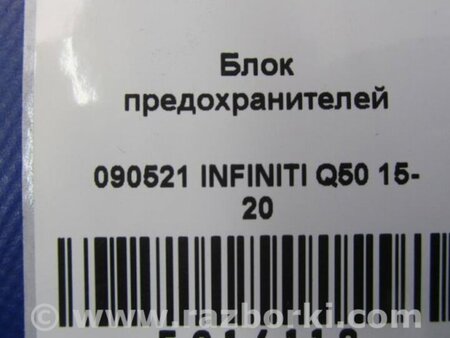 Блок
предохранителей
090521 INFINITI Q50 15-
20
© www.razborki.com